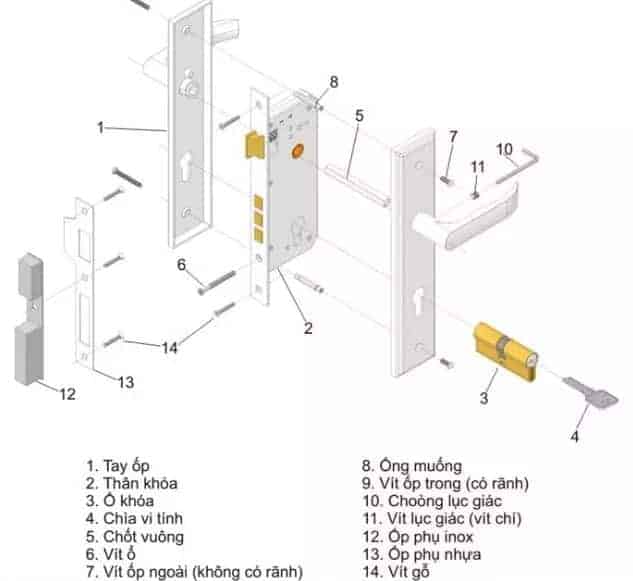 8
5
1
7
10
11
6
2
14
12
13
3
4
1. Tay ốp
2. Thân khóa
3. Ổ khóa
4. Chìa vi tính
5. Chốt vuông
6. Vít ổ
7. Vít ốp ngoài (không có rãnh)
8. Ông muống
9. Vít ốp trong (có rãnh)
10. Choòng lục giác
11. Vít lục giác (vít chí)
12. Ốp phụ inox
13. Ốp phụ nhựa
14. Vít gỗ